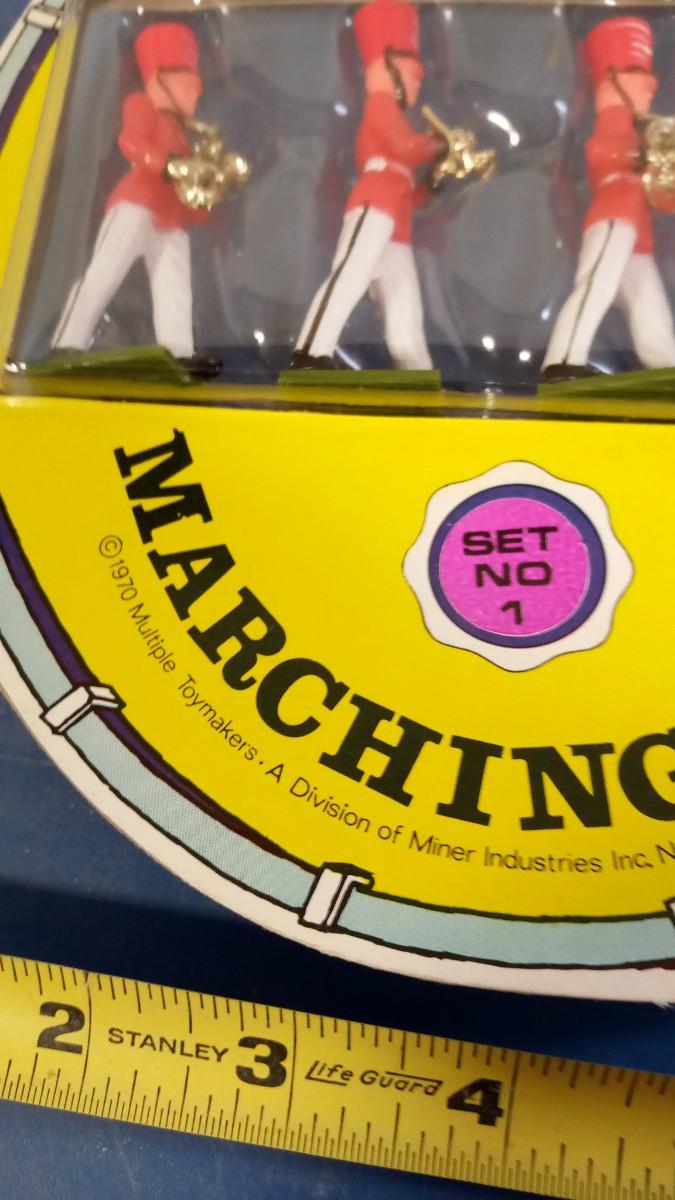 SET
NO
1
MARCHING
©1970 Multiple Toymakers · A Division of Miner Industries Inc.
2 STANLEY 3 Life Guard 4